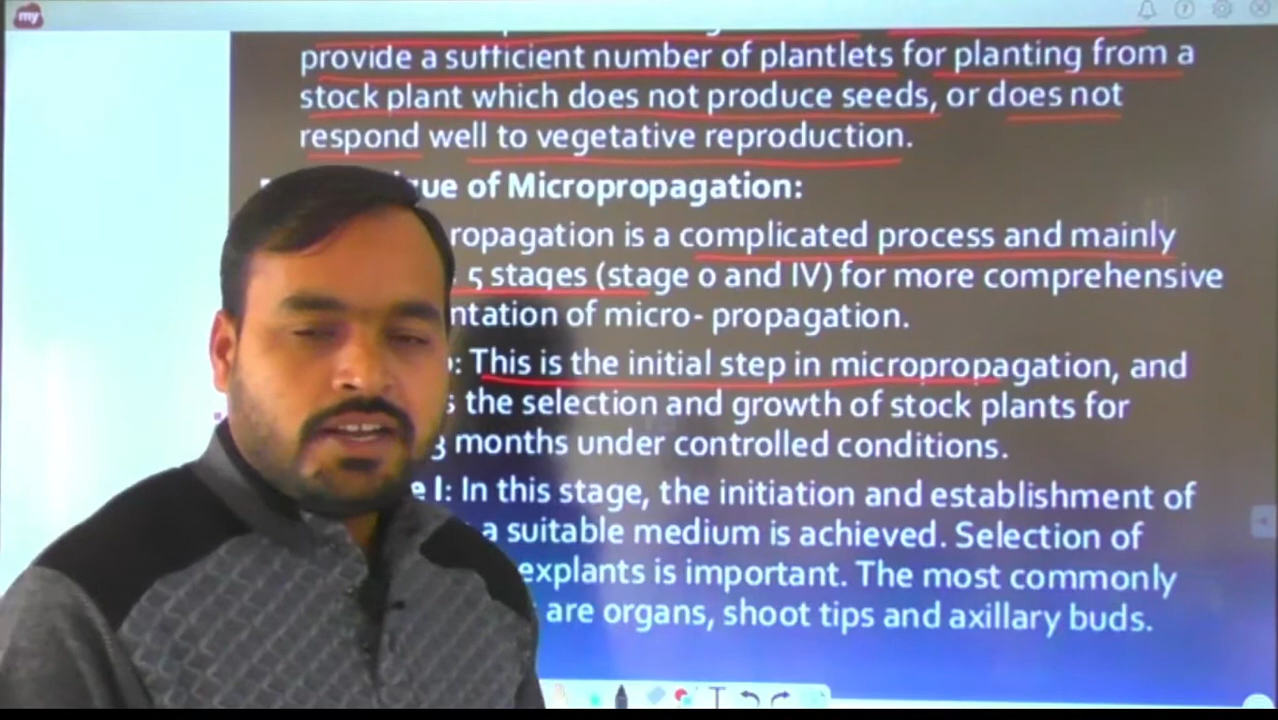 my
provide a sufficient number of plantlets for planting from a
stock plant which does not produce seeds, or does not
respond well to vegetative reproduction.
of Micropropagation:
is a complicated process and mainly
5 stages (stage 0 and IV) for more comprehensive
of micro- propagation.
: This is the initial step in micropropagation, and
the selection and growth of stock plants for
3 months under controlled conditions.
I: In this stage, the initiation and establishment of
a suitable medium is achieved. Selection of
explants is important. The most commonly
are organs, shoot tips and axillary buds.
T